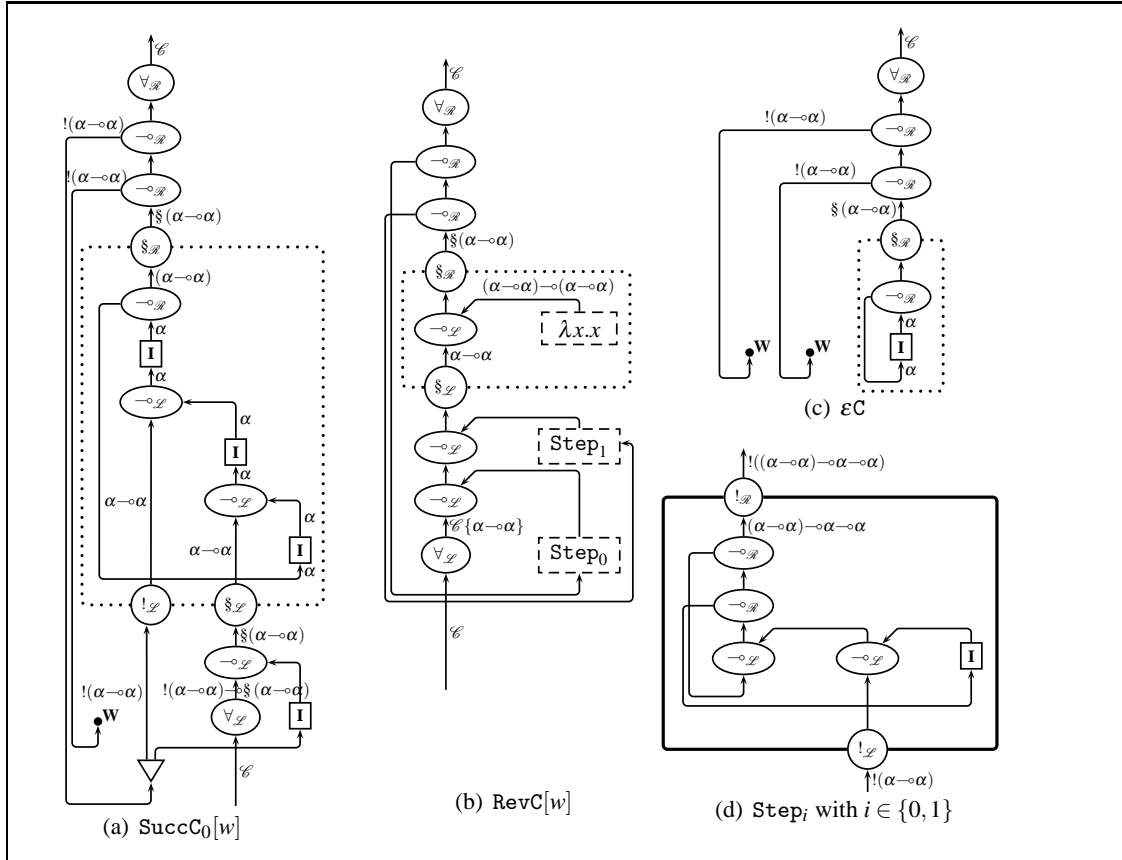 𝒞
∀ℛ
!(α⊸α)
⊸ℛ
!(α⊸α)
⊸ℛ
§(α⊸α)
§ℛ
(α⊸α)
⊸ℛ
α
I
α
⊸ℒ
α
I
α
⊸ℒ
α⊸α
α
α⊸α
I
α
!ℒ
§ℒ
§(α⊸α)
⊸ℒ
!(α⊸α)
!(α⊸α)⊸§(α⊸α)
W
∀ℒ
I
𝒞
(a) SuccC₀[w]
𝒞
∀ℛ
⊸ℛ
⊸ℛ
§(α⊸α)
§ℛ
(α⊸α)⊸(α⊸α)
⊸ℒ
λx.x
α⊸α
§ℒ
⊸ℒ
Step₁
⊸ℒ
𝒞{α⊸α}
∀ℒ
Step₀
𝒞
(b) RevC[w]
𝒞
∀ℛ
!(α⊸α)
⊸ℛ
!(α⊸α)
⊸ℛ
§(α⊸α)
§ℛ
⊸ℛ
α
W
W
I
α
(c) εC
!((α⊸α)⊸α⊸α)
!ℛ
(α⊸α)⊸α⊸α
⊸ℛ
⊸ℛ
⊸ℒ
⊸ℒ
I
!ℒ
!(α⊸α)
(d) Stepᵢ with i ∈ {0,1}